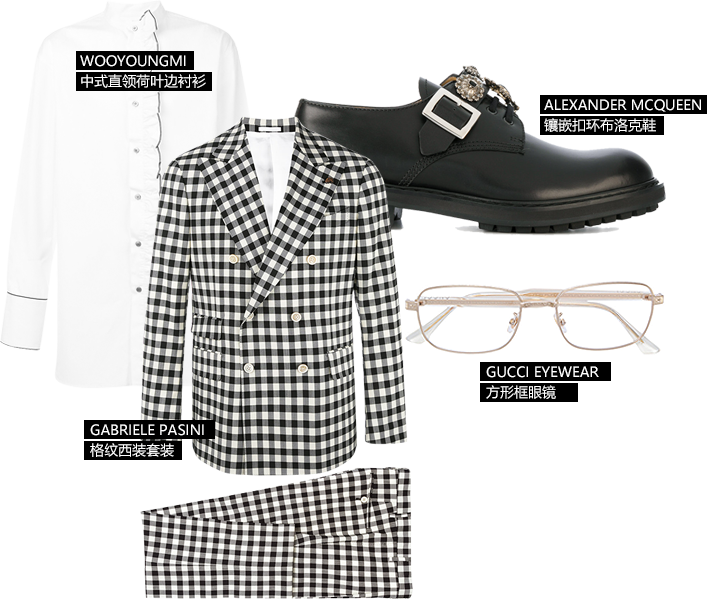 WOOYOUNGMI
中式直领荷叶边衬衫
ALEXANDER MCQUEEN
镶嵌扣环布洛克鞋
GUCCI EYEWEAR
方形框眼镜
GABRIELE PASINI
格纹西装套装